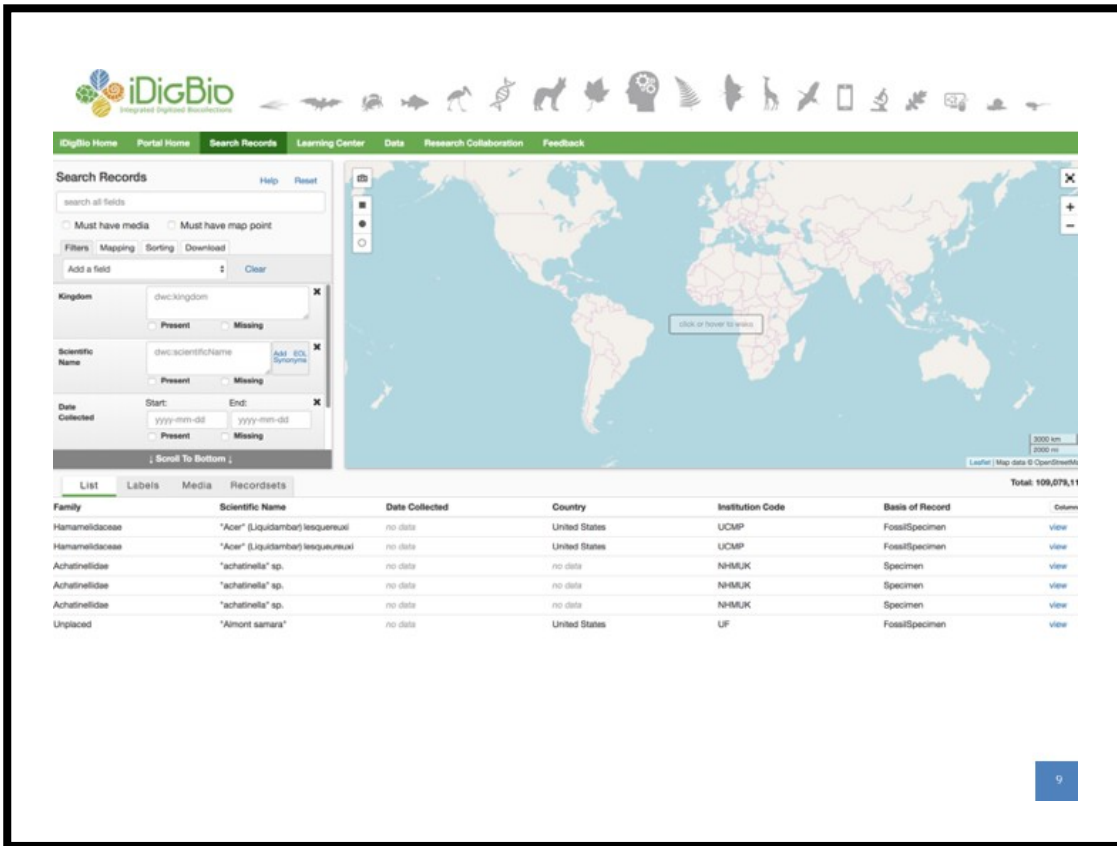 iDigBio
Integrated Digitized Biocollections
iDigBio Home Portal Home Search Records Learning Center Data Research Collaboration Feedback
Search Records Help Reset
search all fields
Must have media Must have map point
Filters Mapping Sorting Download
Add a field Clear
Kingdom dwc:kingdom
Present Missing
Scientific Name dwc:scientificName Add EOL Synonyms
Present Missing
Date Collected Start: End:
yyyy-mm-dd yyyy-mm-dd
Present Missing
↓ Scroll To Bottom ↓
click or hover to wake
+
−
3000 km
2000 mi
Leaflet | Map data © OpenStreetMa
List Labels Media Recordsets Total: 109,079,11
Family Scientific Name Date Collected Country Institution Code Basis of Record Column
Hamamelidaceae "Acer" (Liquidambar) lesquereuxi no data United States UCMP FossilSpecimen view
Hamamelidaceae "Acer" (Liquidambar) lesqueureuxi no data United States UCMP FossilSpecimen view
Achatinellidae "achatinella" sp. no data no data NHMUK Specimen view
Achatinellidae "achatinella" sp. no data no data NHMUK Specimen view
Achatinellidae "achatinella" sp. no data no data NHMUK Specimen view
Unplaced "Almont samara" no data United States UF FossilSpecimen view
9